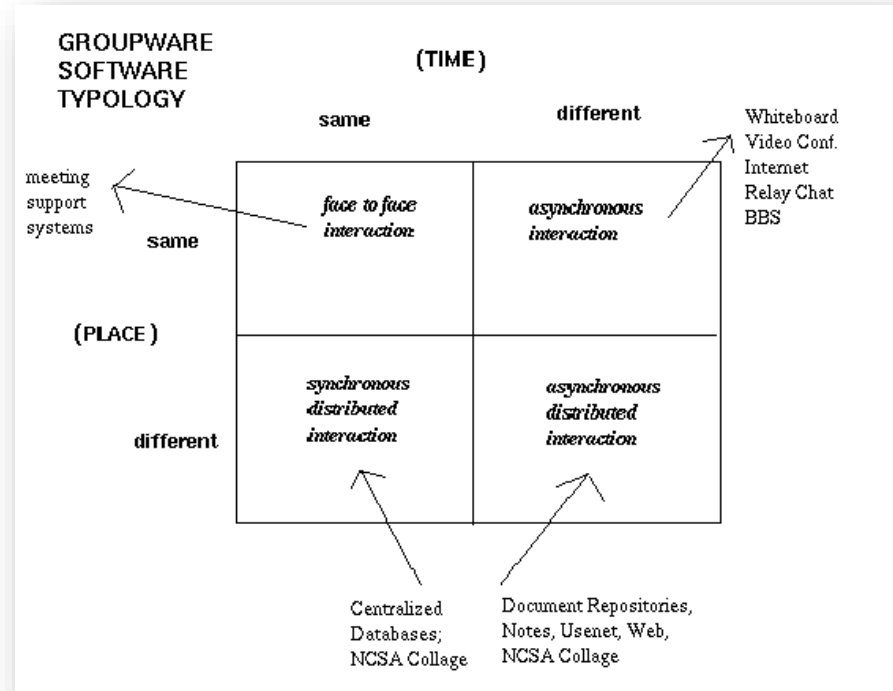 GROUPWARE
SOFTWARE
TYPOLOGY
(TIME)
same
different
Whiteboard
Video Conf.
Internet
Relay Chat
BBS
meeting
support
systems
same
face to face
interaction
asynchronous
interaction
(PLACE)
different
synchronous
distributed
interaction
asynchronous
distributed
interaction
Centralized
Databases;
NCSA Collage
Document Repositories,
Notes, Usenet, Web,
NCSA Collage